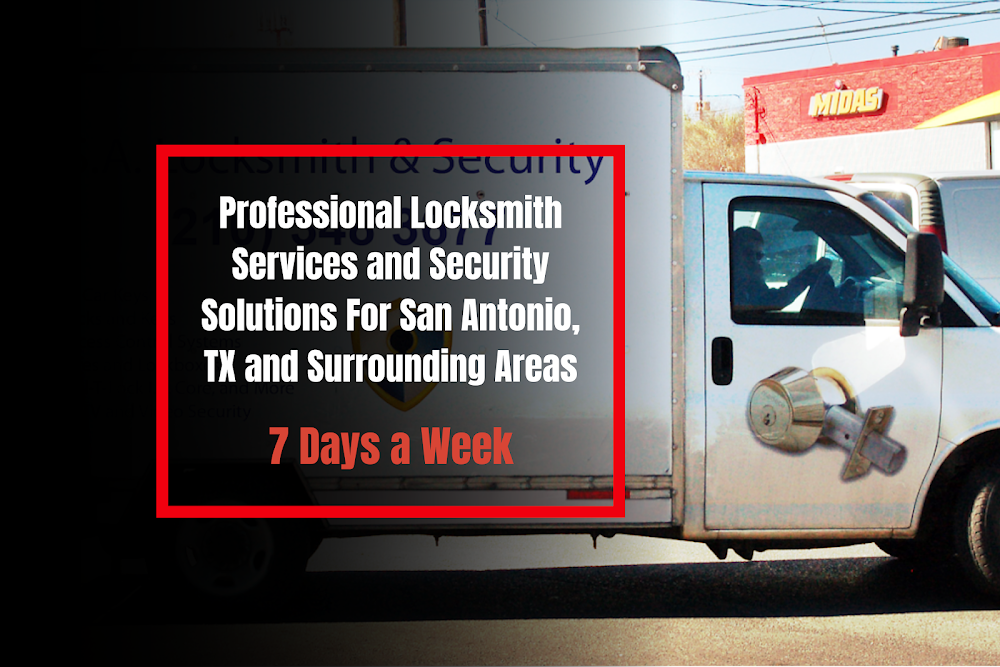 MIDAS
Locksmith & Security
Professional Locksmith
Services and Security
Solutions For San Antonio,
TX and Surrounding Areas
7 Days a Week